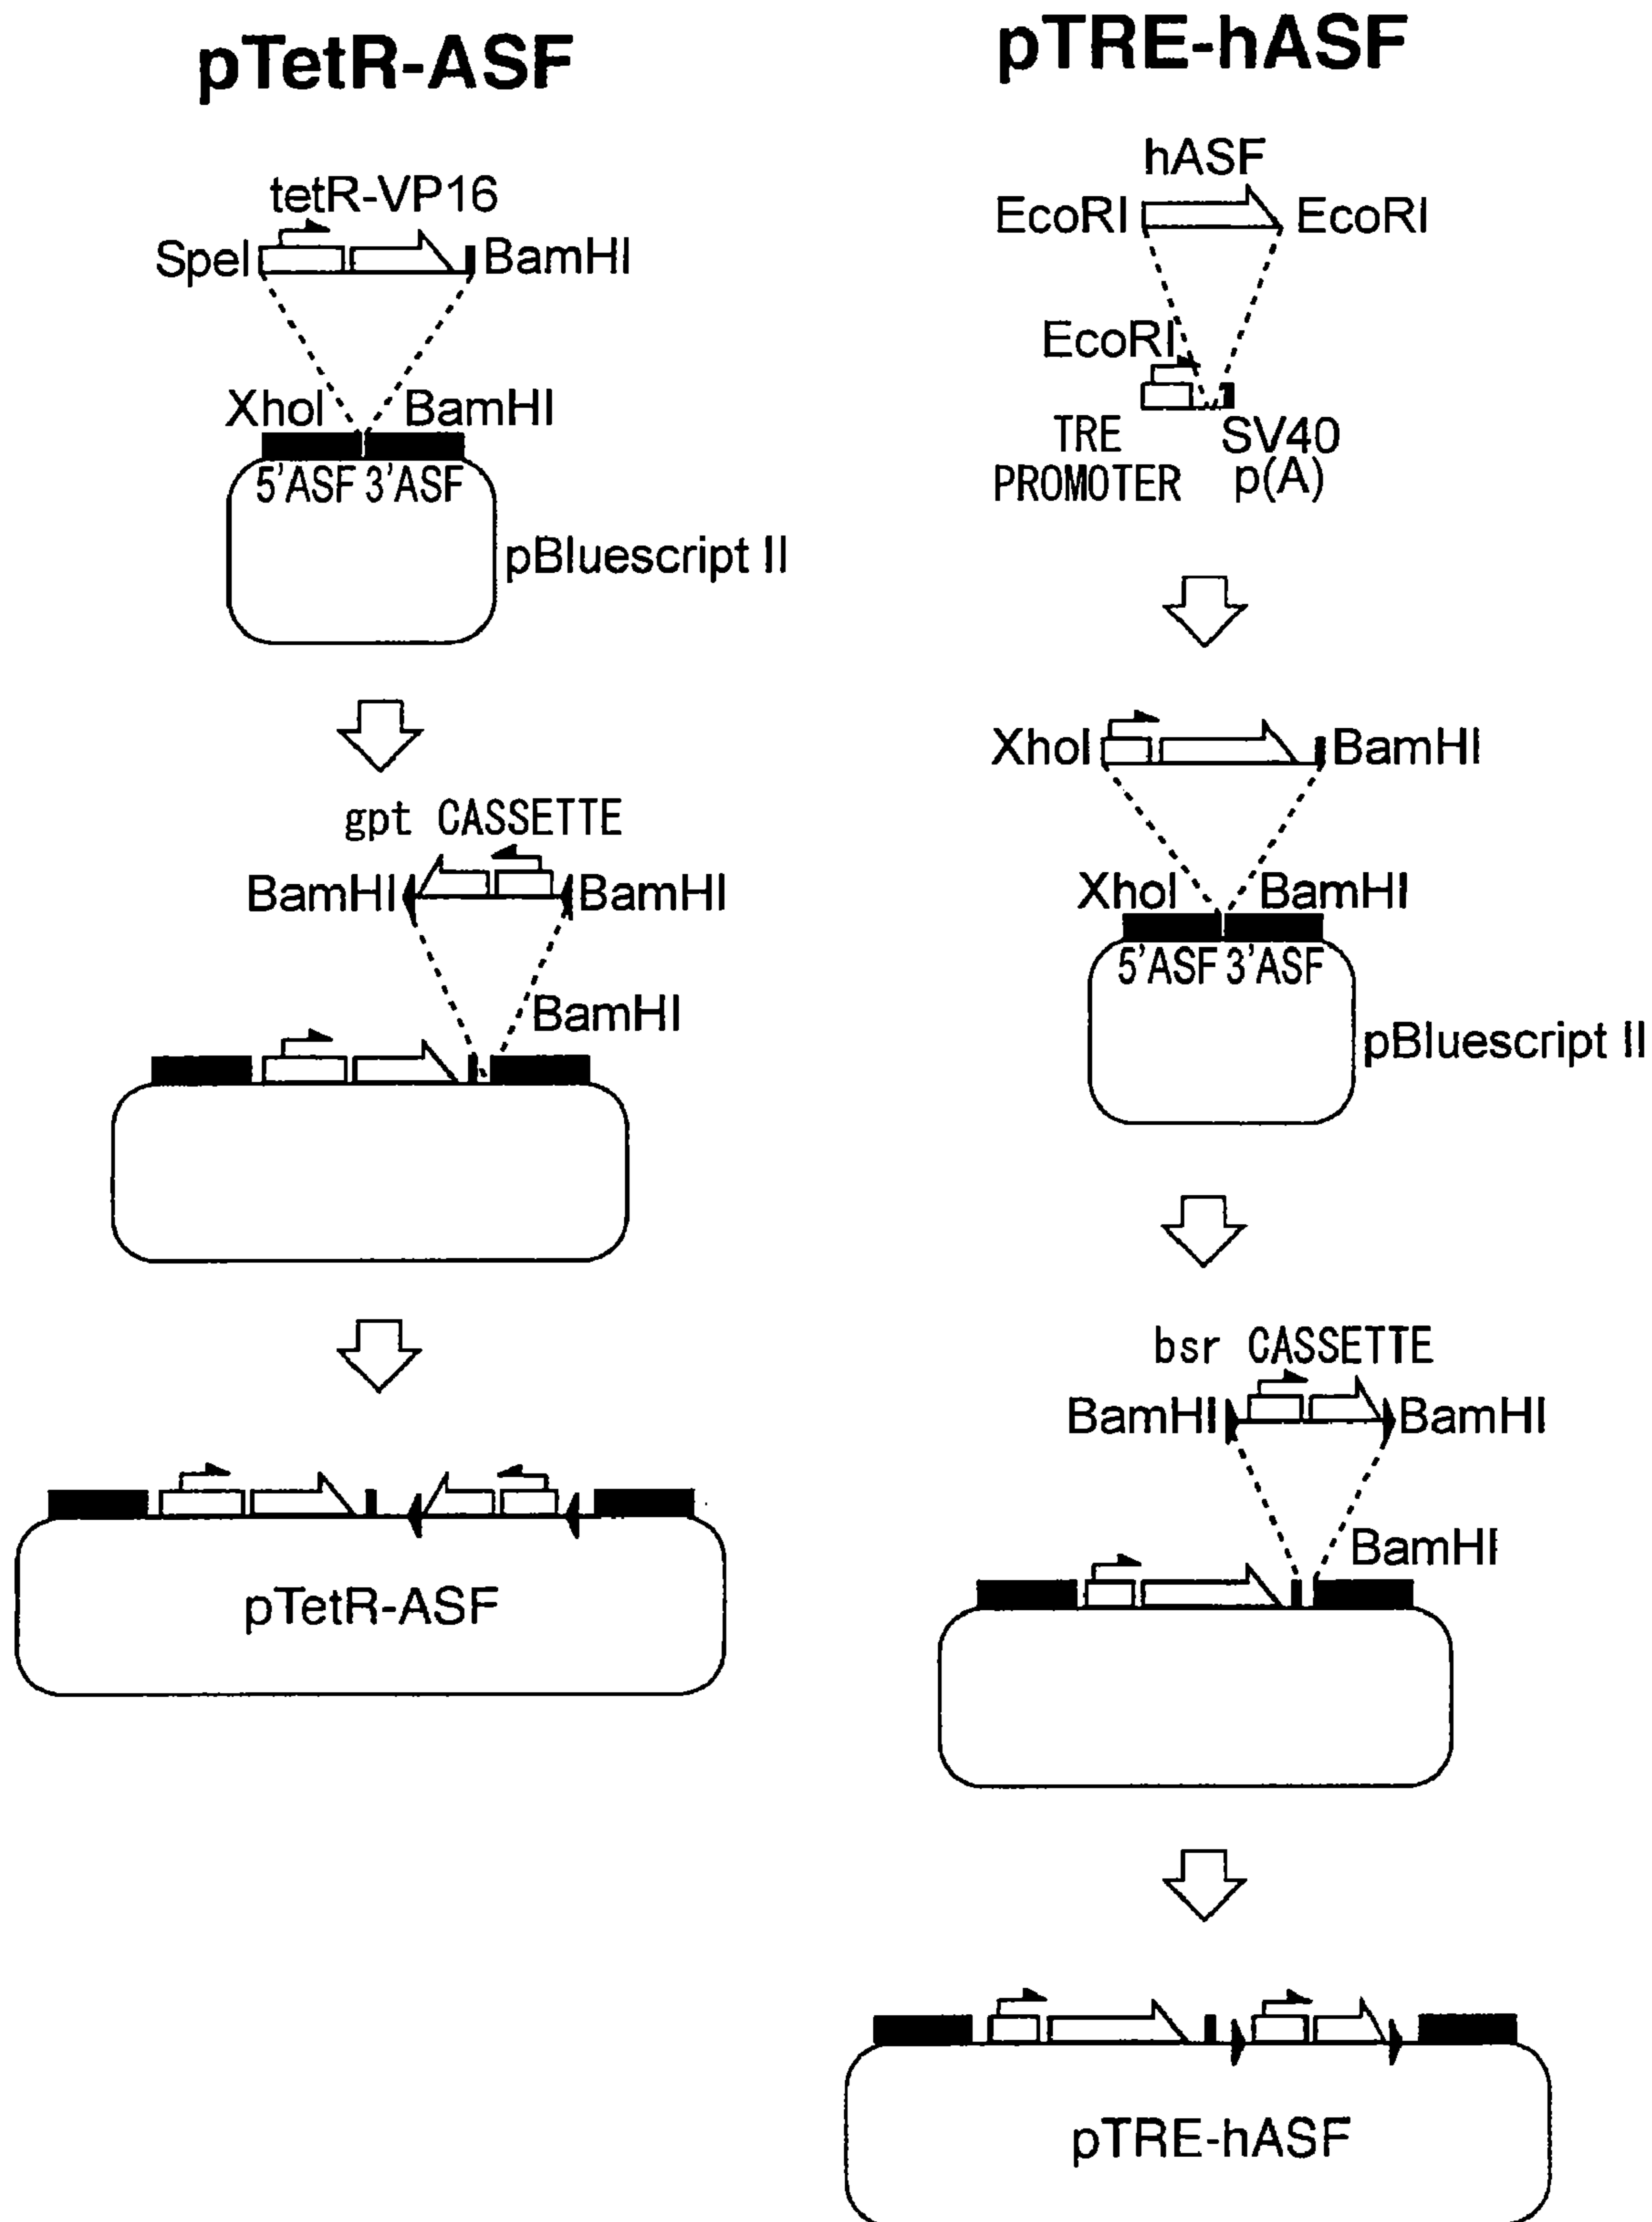 pTetR-ASF
tetR-VP16
SpeI
BamHI
XhoI
BamHI
5'ASF
3'ASF
pBluescript II
gpt CASSETTE
BamHI
BamHI
BamHI
pTetR-ASF
pTRE-hASF
hASF
EcoRI
EcoRI
EcoRI
TRE
PROMOTER
SV40
p(A)
XhoI
BamHI
XhoI
BamHI
5'ASF
3'ASF
pBluescript II
bsr CASSETTE
BamHI
BamHI
BamHI
pTRE-hASF